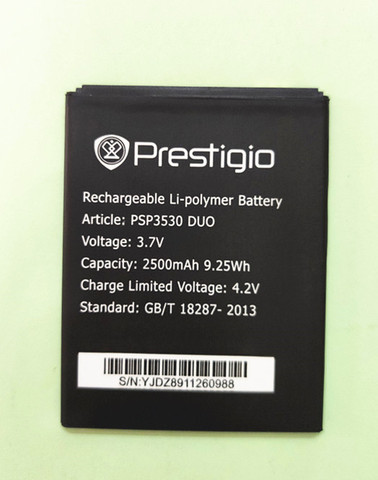 Prestigio
Rechargeable Li-polymer Battery
Article: PSP3530 DUO
Voltage: 3.7V
Capacity: 2500mAh 9.25Wh
Charge Limited Voltage: 4.2V
Standard: GB/T 18287- 2013
S/N:YJDZ8911260988